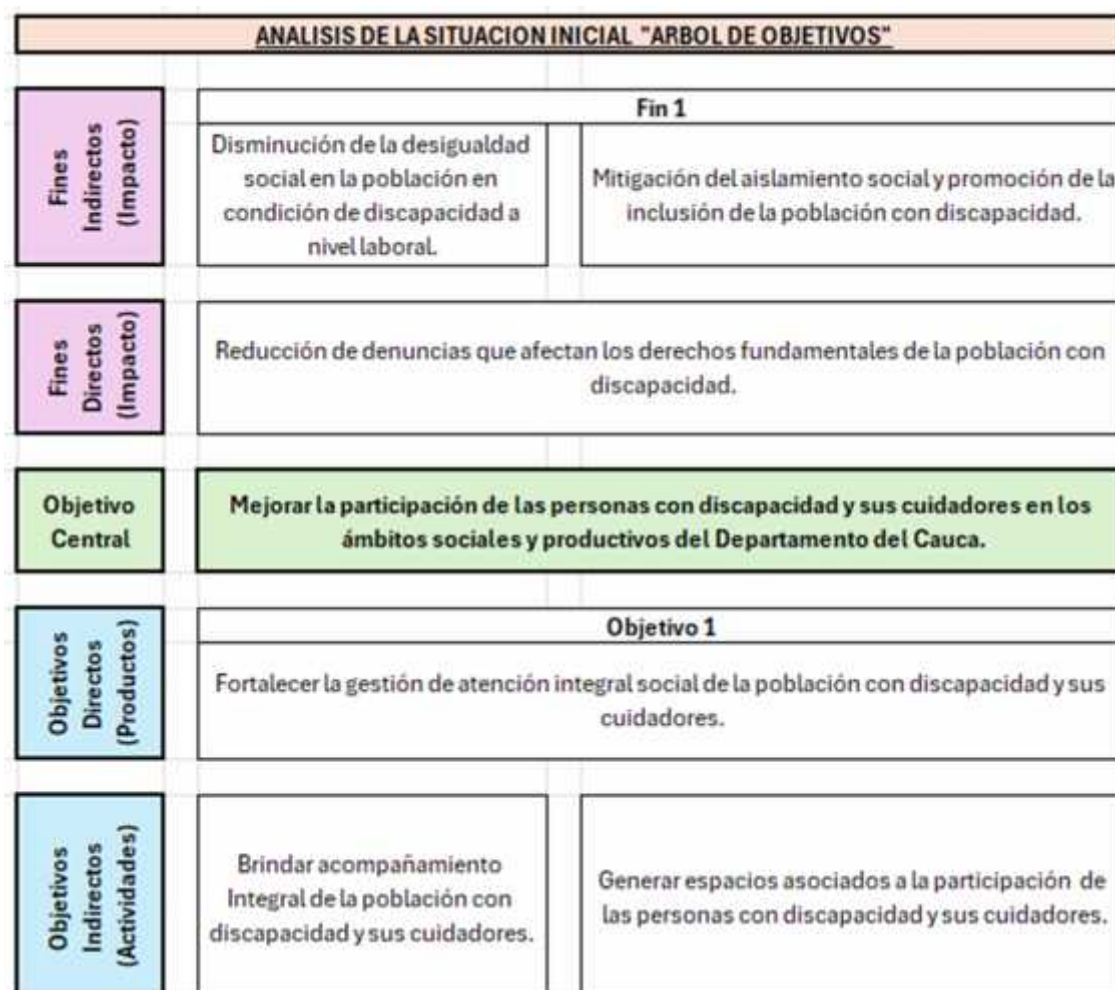 ANALISIS DE LA SITUACION INICIAL "ARBOL DE OBJETIVOS"
Fines
Indirectos
(Impacto)
Fin 1
Disminución de la desigualdad
social en la población en
condición de discapacidad a
nivel laboral.
Mitigación del aislamiento social y promoción de la
inclusión de la población con discapacidad.
Fines
Directos
(Impacto)
Reducción de denuncias que afectan los derechos fundamentales de la población con
discapacidad.
Objetivo
Central
Mejorar la participación de las personas con discapacidad y sus cuidadores en los
ámbitos sociales y productivos del Departamento del Cauca.
Objetivos
Directos
(Productos)
Objetivo 1
Fortalecer la gestión de atención integral social de la población con discapacidad y sus
cuidadores.
Objetivos
Indirectos
(Actividades)
Brindar acompañamiento
Integral de la población con
discapacidad y sus cuidadores.
Generar espacios asociados a la participación de
las personas con discapacidad y sus cuidadores.